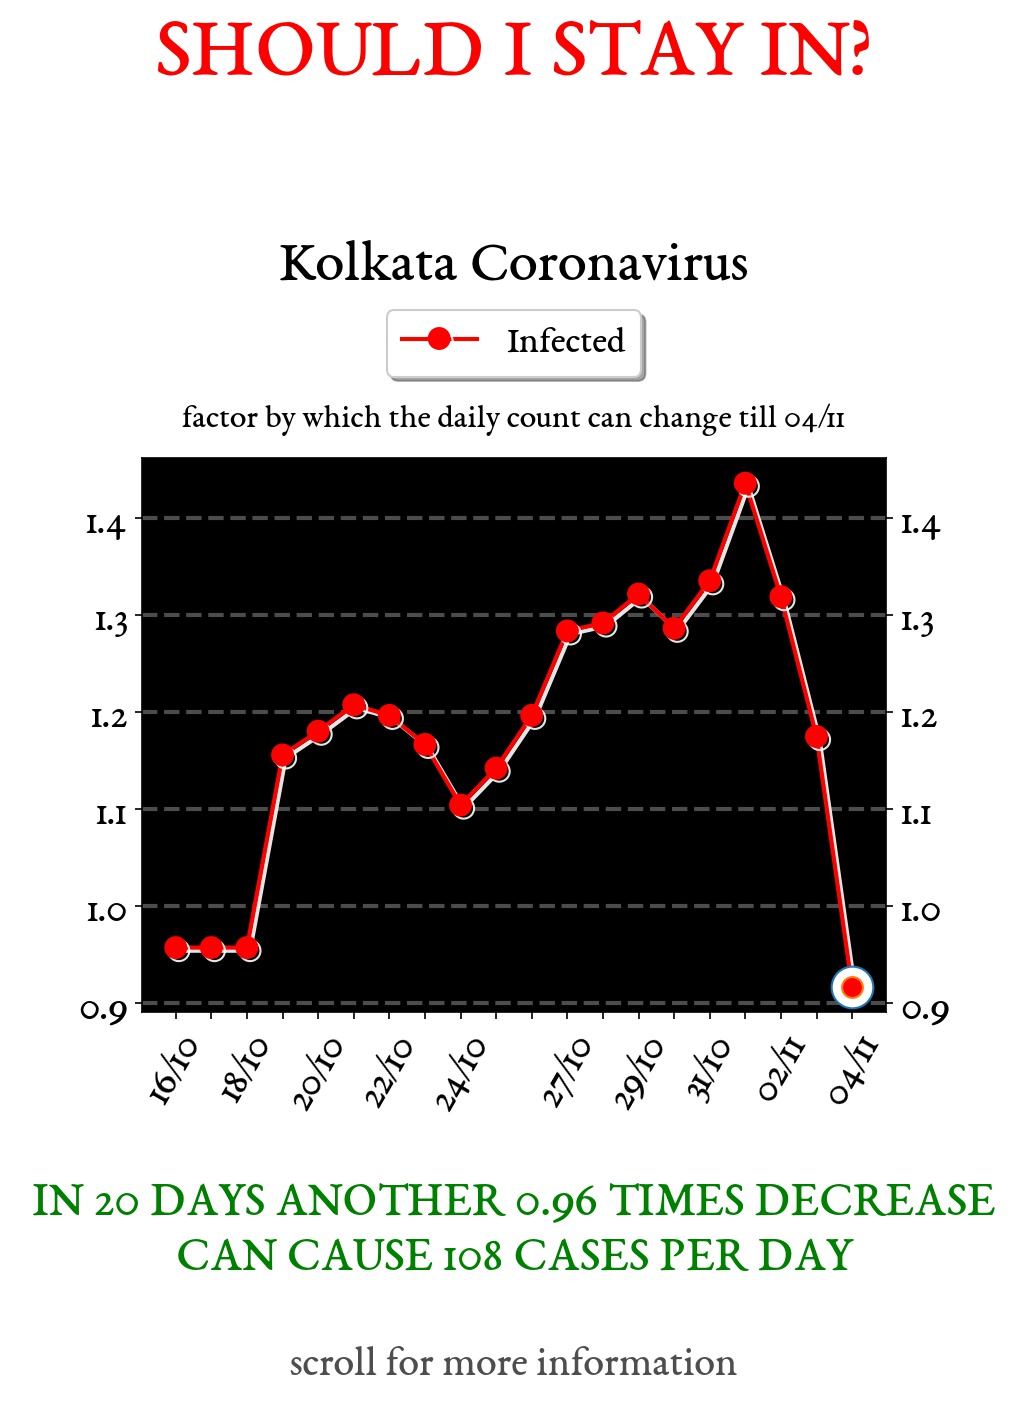 SHOULD I STAY IN?
Kolkata Coronavirus
Infected
factor by which the daily count can change till 04/11
1.4 1.4
1.3 1.3
1.2 1.2
1.1 1.1
1.0 1.0
0.9 0.9
16/10 18/10 20/10 22/10 24/10 27/10 29/10 31/10 02/11 04/11
IN 20 DAYS ANOTHER 0.96 TIMES DECREASE
CAN CAUSE 108 CASES PER DAY
scroll for more information